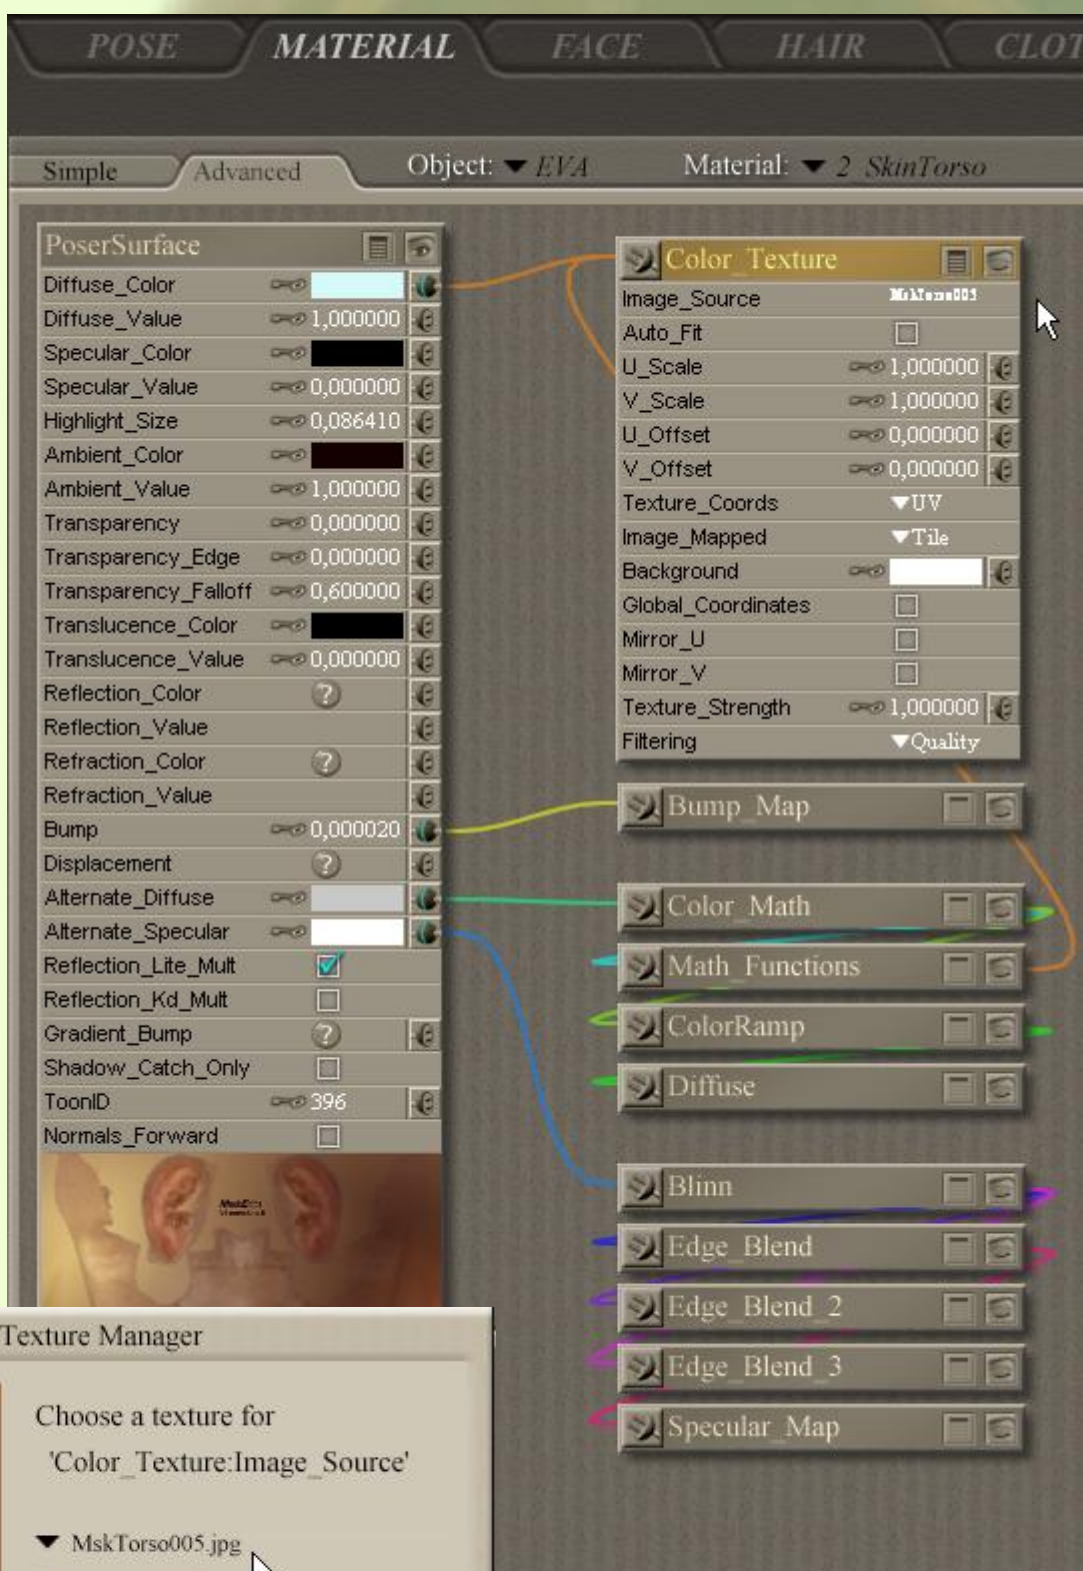 POSE MATERIAL FACE HAIR CLOT
Simple Advanced Object: EVA Material: 2_SkinTorso
PoserSurface
Diffuse_Color
Diffuse_Value 1,000000
Specular_Color
Specular_Value 0,000000
Highlight_Size 0,086410
Ambient_Color
Ambient_Value 1,000000
Transparency 0,000000
Transparency_Edge 0,000000
Transparency_Falloff 0,600000
Translucence_Color
Translucence_Value 0,000000
Reflection_Color ?
Reflection_Value
Refraction_Color ?
Refraction_Value
Bump 0,000020
Displacement ?
Alternate_Diffuse
Alternate_Specular
Reflection_Lite_Mult
Reflection_Kd_Mult
Gradient_Bump ?
Shadow_Catch_Only
ToonID 396
Normals_Forward
Color_Texture
Image_Source MskTorso005
Auto_Fit
U_Scale 1,000000
V_Scale 1,000000
U_Offset 0,000000
V_Offset 0,000000
Texture_Coords UV
Image_Mapped Tile
Background
Global_Coordinates
Mirror_U
Mirror_V
Texture_Strength 1,000000
Filtering Quality
Bump_Map
Color_Math
Math_Functions
ColorRamp
Diffuse
Blinn
Edge_Blend
Edge_Blend_2
Edge_Blend_3
Specular_Map
Texture Manager
Choose a texture for
'Color_Texture:Image_Source'
MskTorso005.jpg